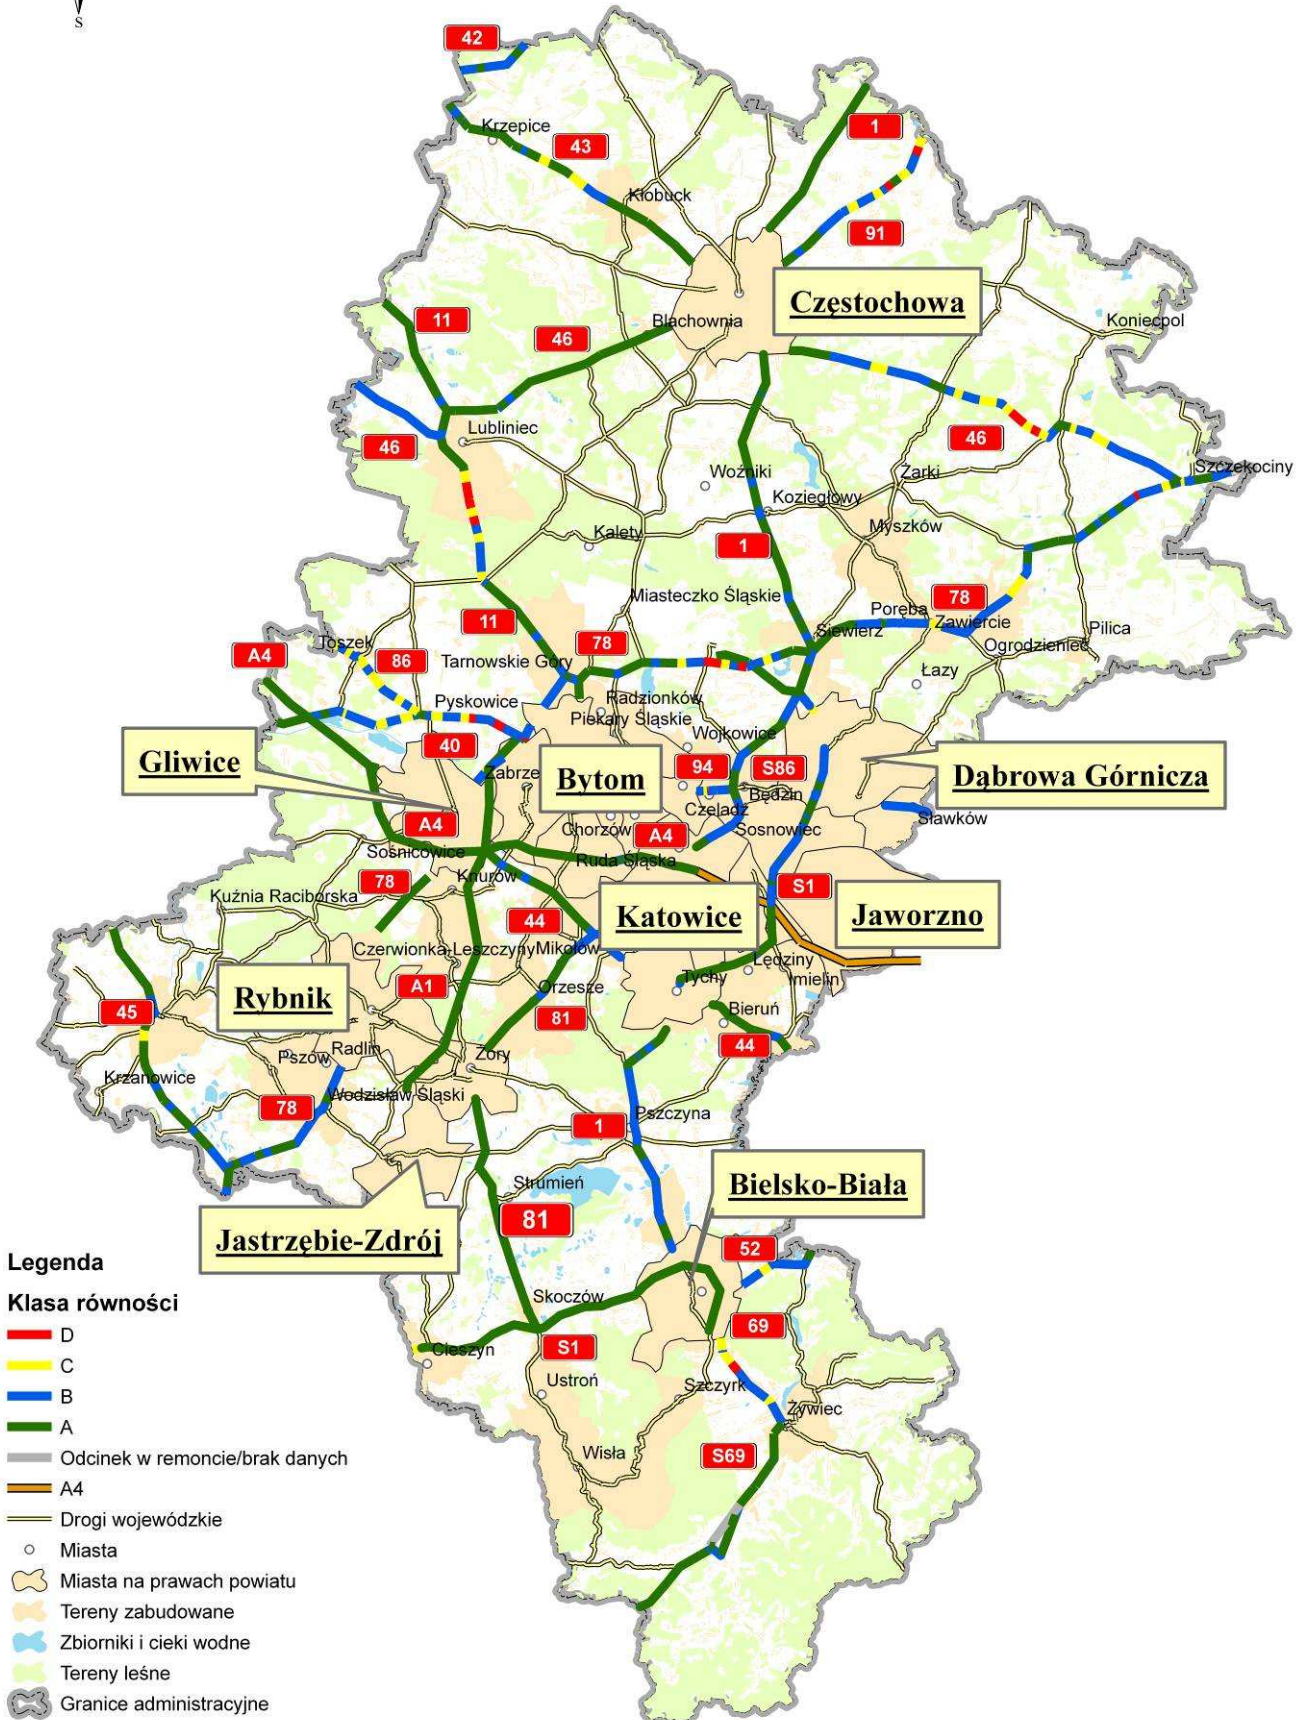 S
42
Krzepice
43
1
Kłobuck
91
Częstochowa
11
46
Blachownia
Koniecpol
46
Lubliniec
46
Szczekociny
Woźniki
Żarki
Koziegłowy
Kalety
1
Myszków
Miasteczko Śląskie
11
78
Poręba
Siewierz
Zawiercie
Pilica
Toszek
78
Ogrodzieniec
A4
86
Tarnowskie Góry
Łazy
Pyskowice
Radzionków
Piekary Śląskie
40
Wojkowice
Gliwice
94
S86
Zabrze
Bytom
Będzin
Dąbrowa Górnicza
Czeladź
A4
Chorzów
A4
Sosnowiec
Sławków
Sośnicowice
Ruda Śląska
78
Knurów
S1
Kuźnia Raciborska
44
Katowice
Jaworzno
Czerwionka-Leszczyny
Mikołów
Lędziny
Imielin
Tychy
A1
Orzesze
Rybnik
45
81
Bieruń
44
Radlin
Pszów
Żory
Krzanowice
Wodzisław Śląski
78
Pszczyna
1
Bielsko-Biała
Strumień
81
Jastrzębie-Zdrój
52
Skoczów
69
S1
Cieszyn
Ustroń
Szczyrk
Żywiec
Wisła
S69
Legenda
Klasa równości
D
C
B
A
Odcinek w remoncie/brak danych
A4
Drogi wojewódzkie
Miasta
Miasta na prawach powiatu
Tereny zabudowane
Zbiorniki i cieki wodne
Tereny leśne
Granice administracyjne